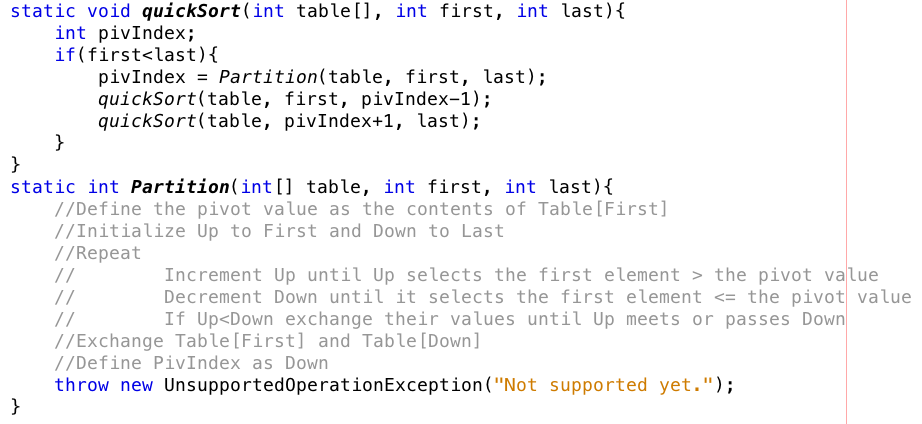 static void quickSort(int table[], int first, int last){
    int pivIndex;
    if(first<last){
        pivIndex = Partition(table, first, last);
        quickSort(table, first, pivIndex-1);
        quickSort(table, pivIndex+1, last);
    }
}
static int Partition(int[] table, int first, int last){
    //Define the pivot value as the contents of Table[First]
    //Initialize Up to First and Down to Last
    //Repeat
    //        Increment Up until Up selects the first element > the pivot value
    //        Decrement Down until it selects the first element <= the pivot value
    //        If Up<Down exchange their values until Up meets or passes Down
    //Exchange Table[First] and Table[Down]
    //Define PivIndex as Down
    throw new UnsupportedOperationException("Not supported yet.");
}